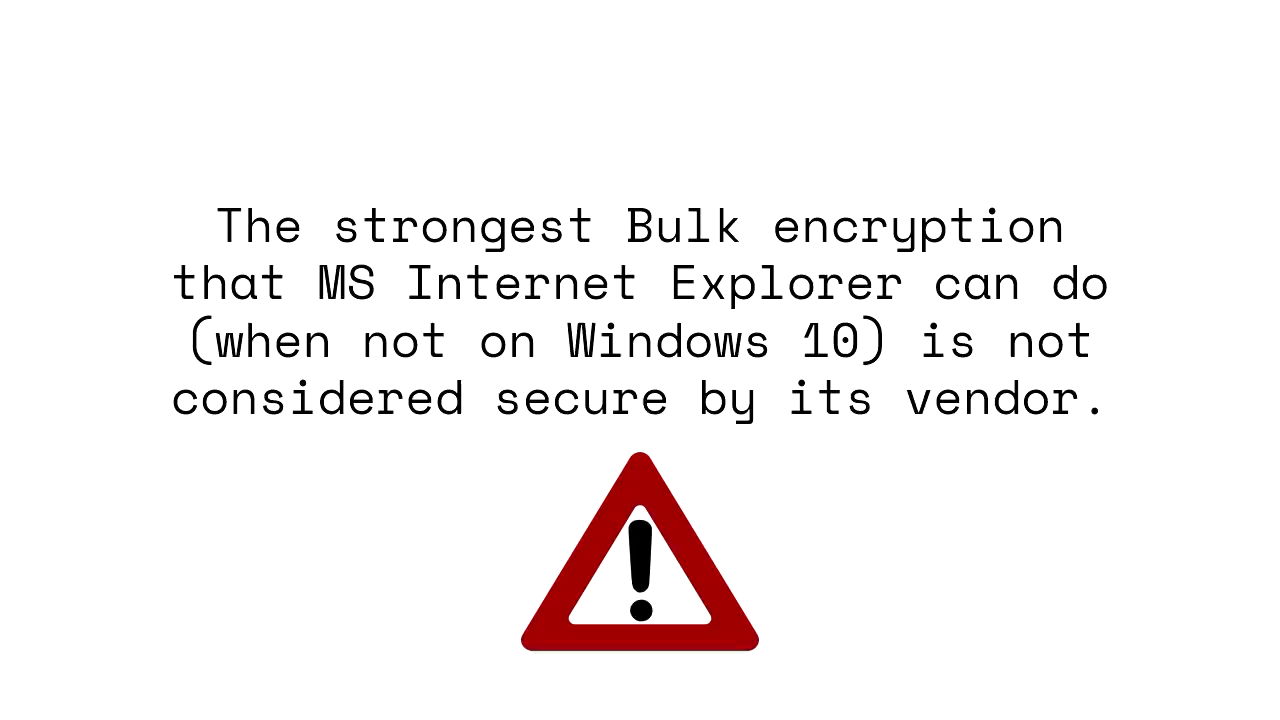 The strongest Bulk encryption
that MS Internet Explorer can do
(when not on Windows 10) is not
considered secure by its vendor.
!